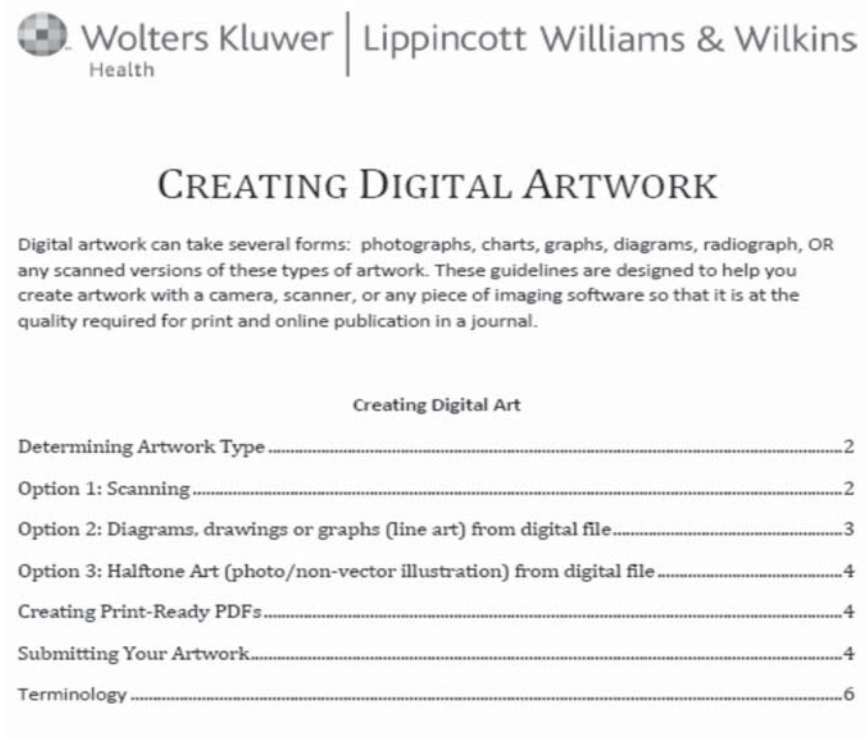 Wolters Kluwer | Lippincott Williams & Wilkins
Health
CREATING DIGITAL ARTWORK
Digital artwork can take several forms:  photographs, charts, graphs, diagrams, radiograph, OR
any scanned versions of these types of artwork. These guidelines are designed to help you
create artwork with a camera, scanner, or any piece of imaging software so that it is at the
quality required for print and online publication in a journal.
Creating Digital Art
Determining Artwork Type.....2
Option 1: Scanning.....2
Option 2: Diagrams, drawings or graphs (line art) from digital file.....3
Option 3: Halftone Art (photo/non-vector illustration) from digital file.....4
Creating Print-Ready PDFs.....4
Submitting Your Artwork.....4
Terminology.....6